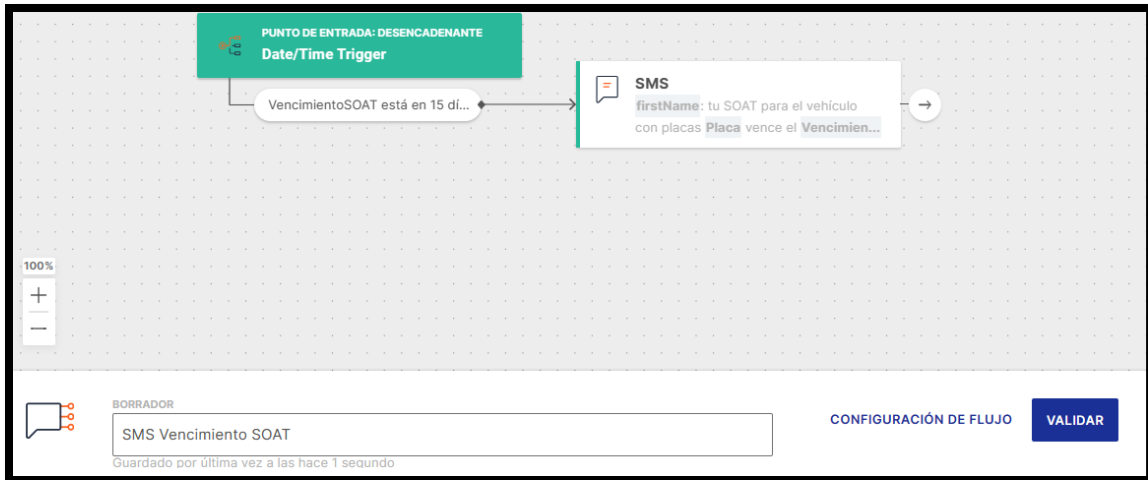 PUNTO DE ENTRADA: DESENCADENANTE
Date/Time Trigger
VencimientoSOAT está en 15 dí...
SMS
firstName: tu SOAT para el vehículo
con placas Placa vence el Vencimien...
100%
BORRADOR
SMS Vencimiento SOAT
Guardado por última vez a las hace 1 segundo
CONFIGURACIÓN DE FLUJO
VALIDAR